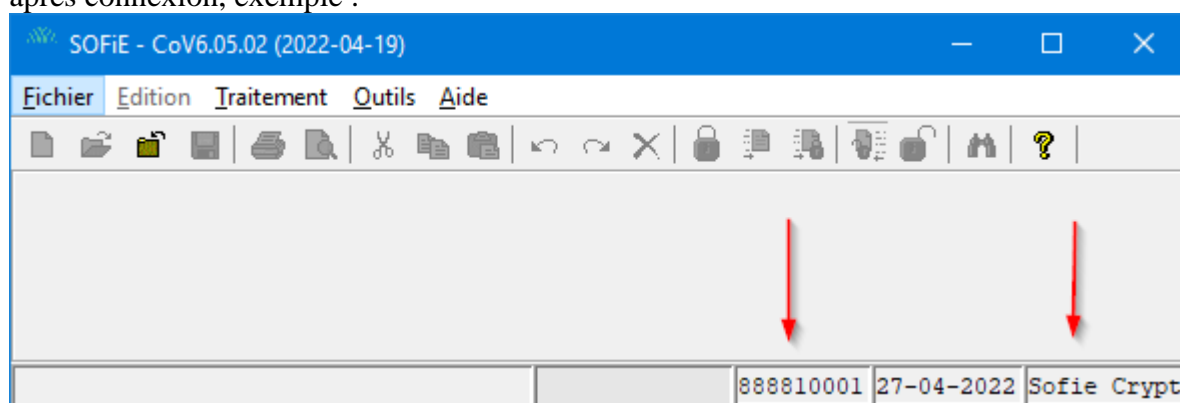 après connexion, exemple :
SOFiE - CoV6.05.02 (2022-04-19)
Fichier Edition Traitement Outils Aide
888810001 27-04-2022 Sofie Crypt